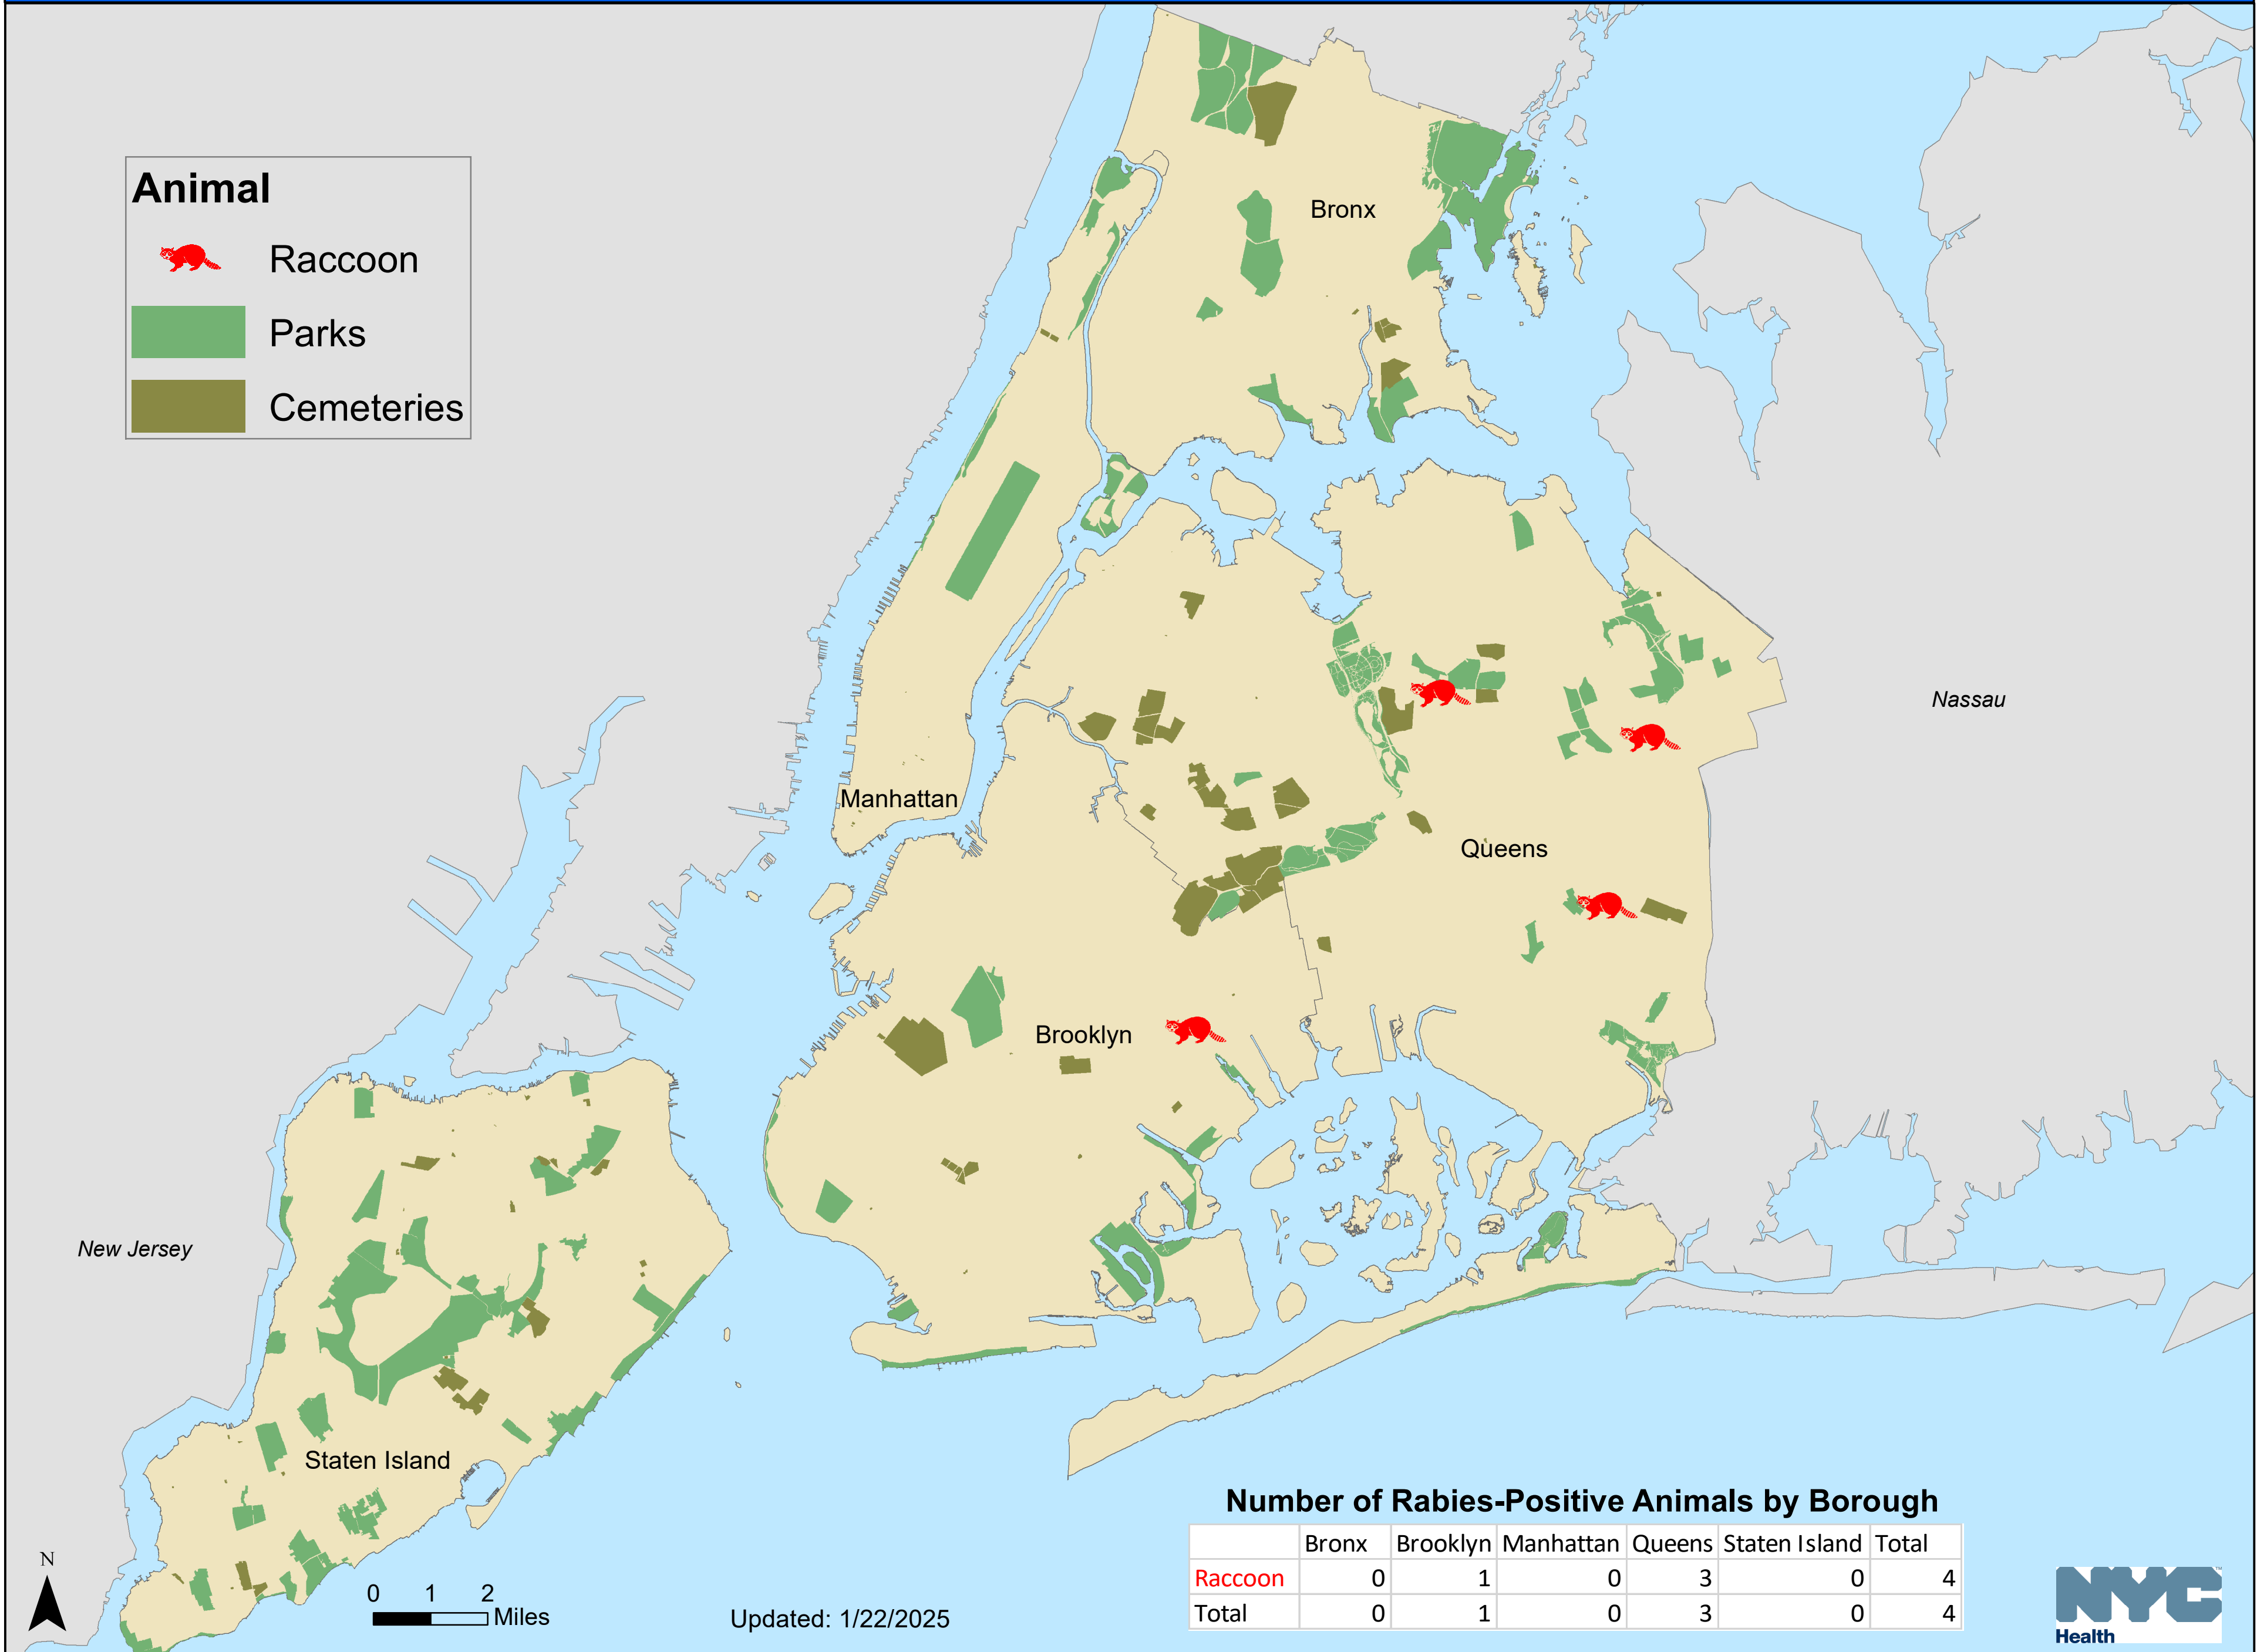 Animal
Raccoon
Parks
Cemeteries
Bronx
Nassau
Manhattan
Queens
Brooklyn
New Jersey
Staten Island
Number of Rabies-Positive Animals by Borough
Bronx Brooklyn Manhattan Queens Staten Island Total
Raccoon 0 1 0 3 0 4
Total 0 1 0 3 0 4
N
0 1 2
Miles
Updated: 1/22/2025
NYC
Health